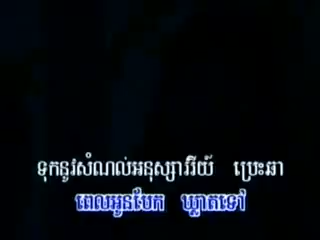 ទុកនូវសំណល់អនុស្សាវរីយ៍ ប្រេះឆា
ពេលអូនបែក ឃ្លាតទៅ